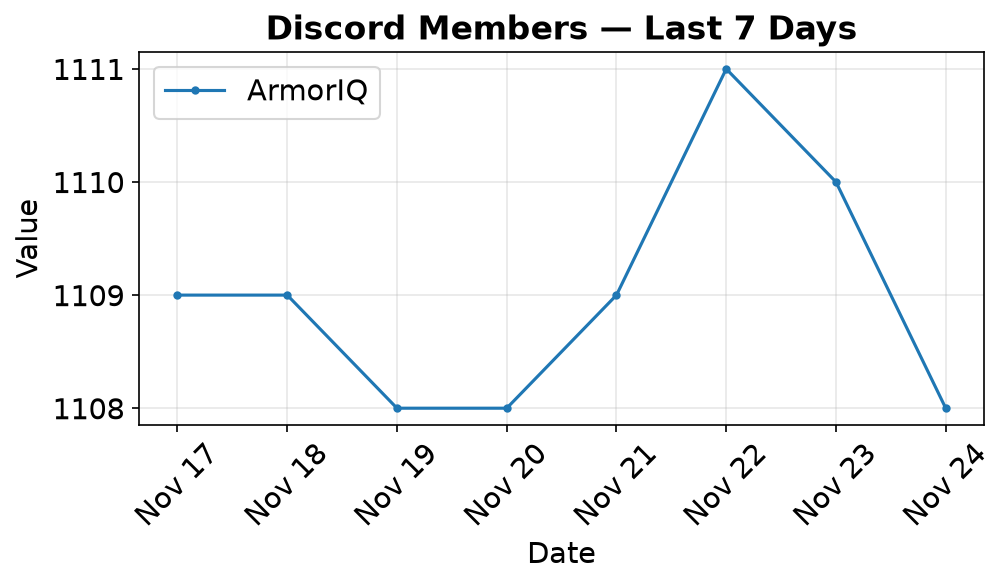 Discord Members — Last 7 Days
ArmorIQ
Value
1111
1110
1109
1108
Nov 17
Nov 18
Nov 19
Nov 20
Nov 21
Nov 22
Nov 23
Nov 24
Date